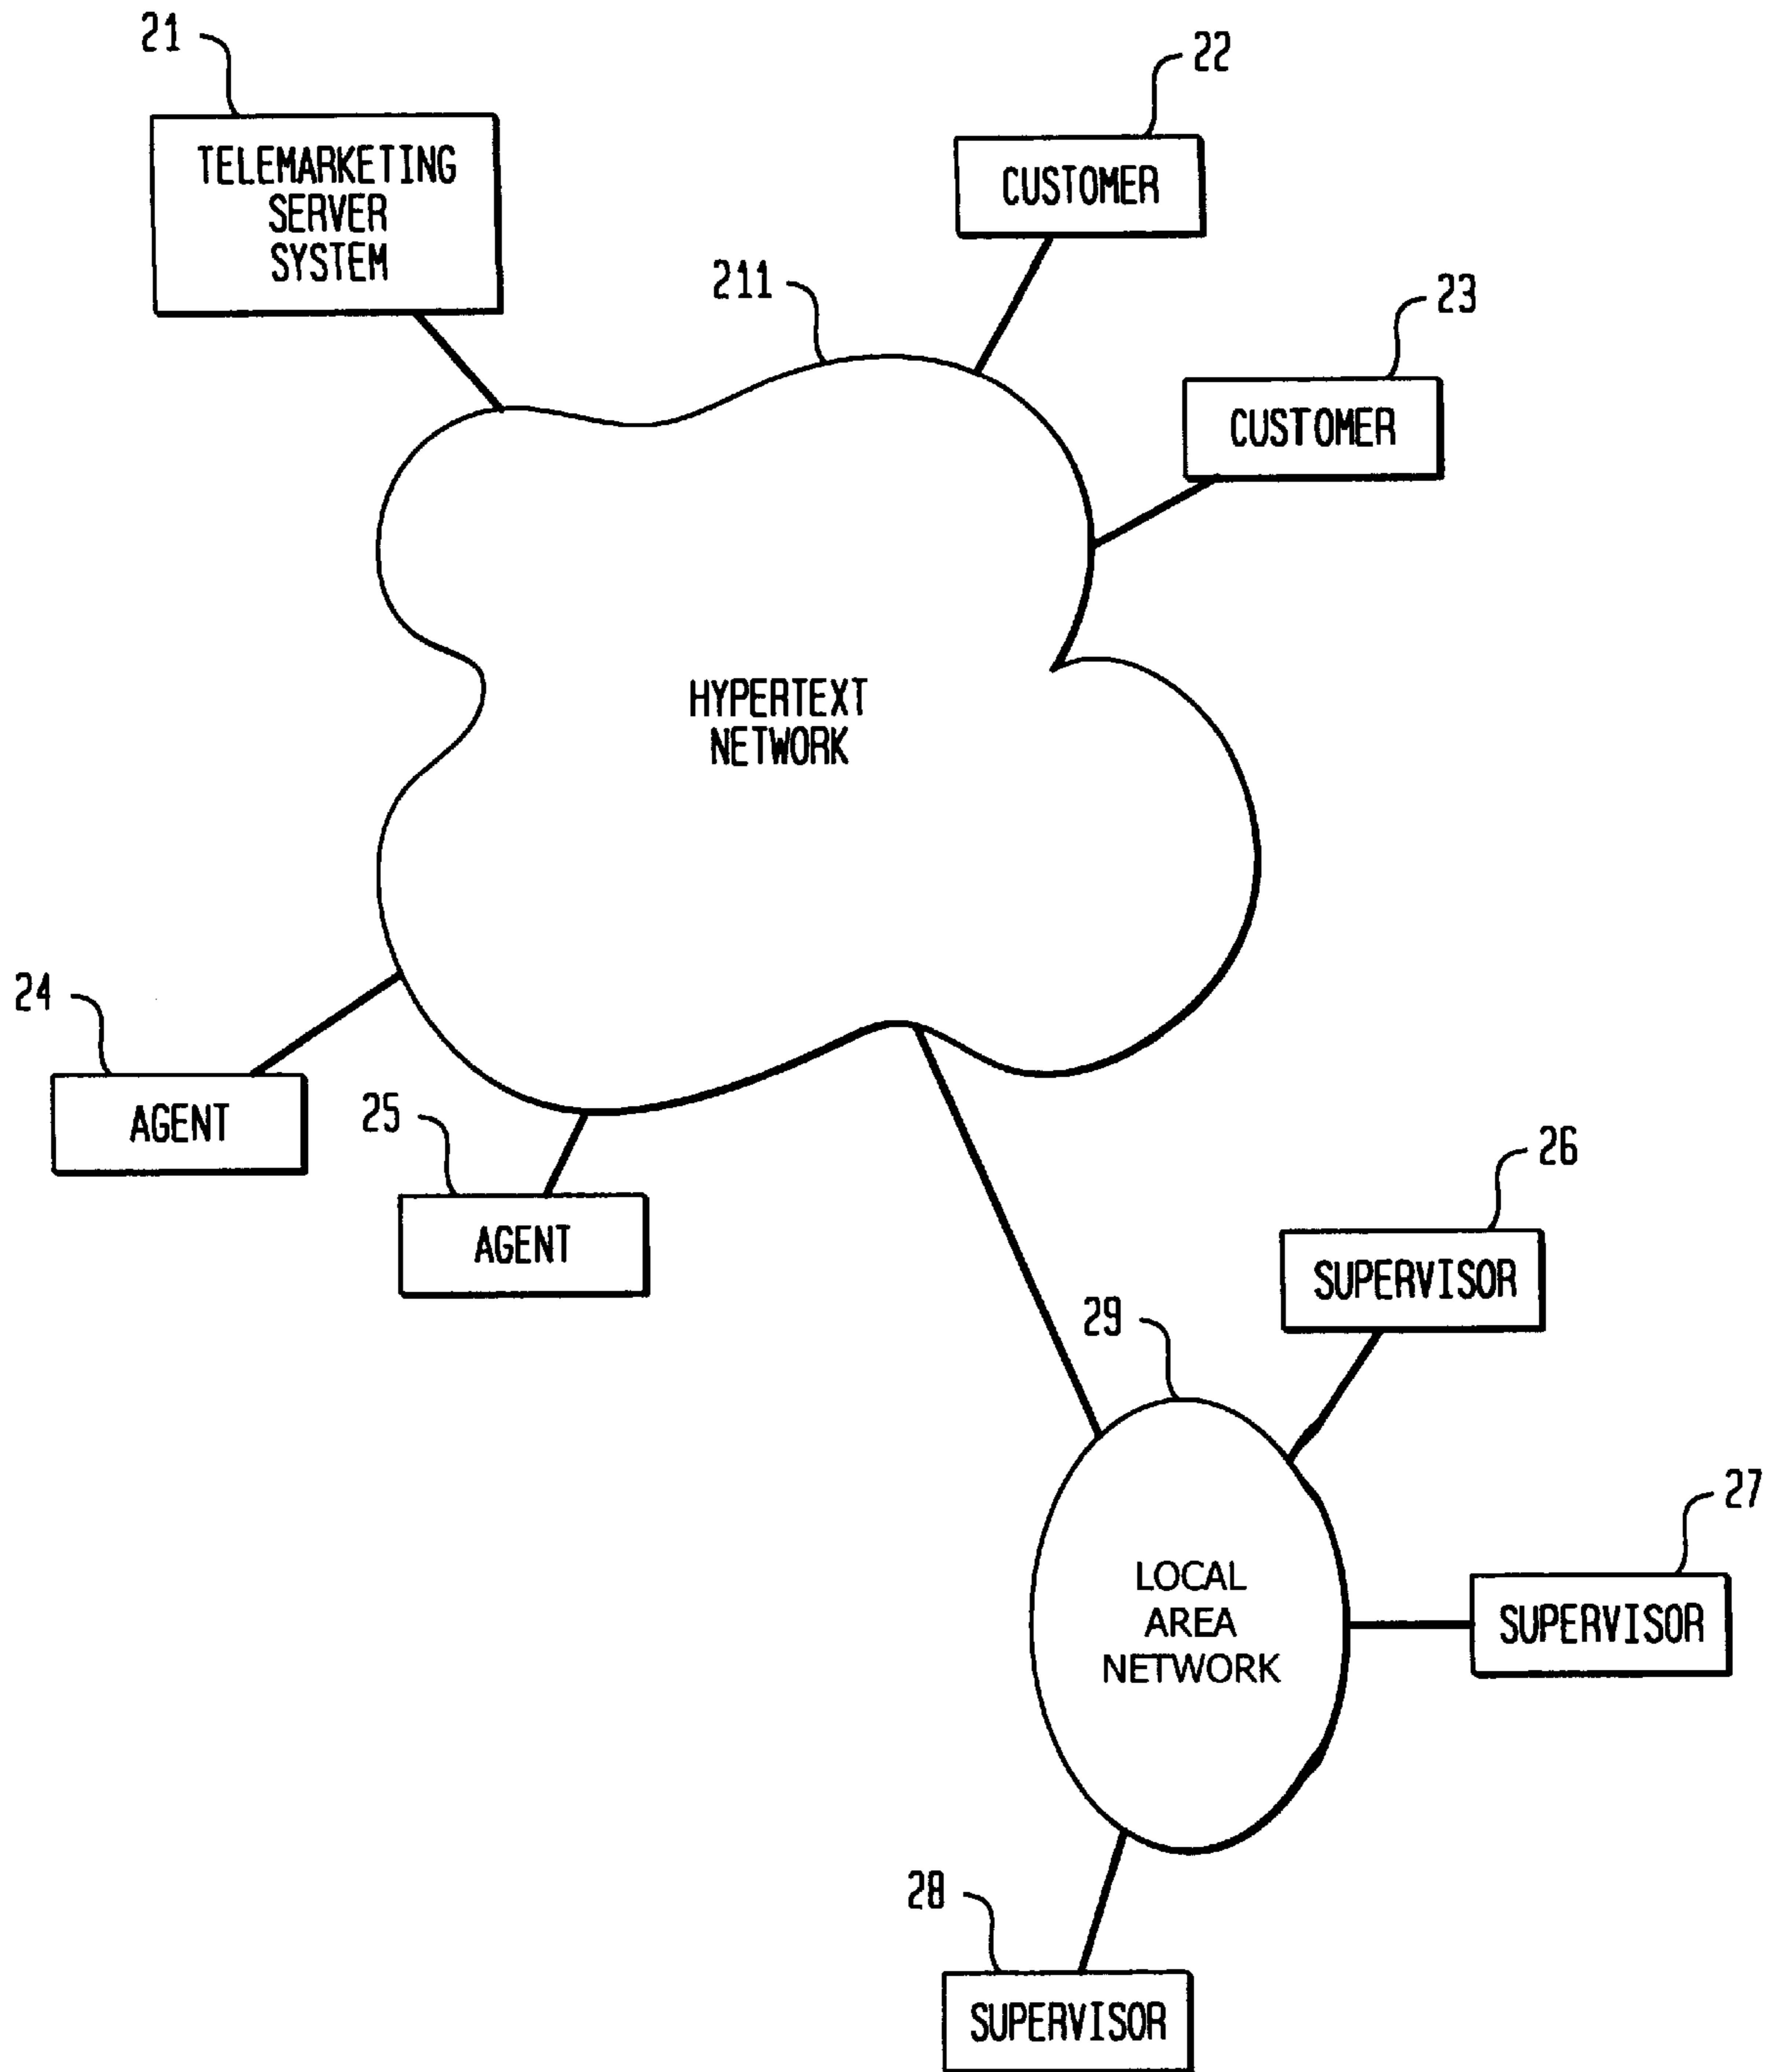 21
TELEMARKETING
SERVER
SYSTEM
22
CUSTOMER
211
23
CUSTOMER
HYPERTEXT
NETWORK
24
AGENT
25
AGENT
26
SUPERVISOR
29
27
LOCAL
AREA
NETWORK
SUPERVISOR
28
SUPERVISOR